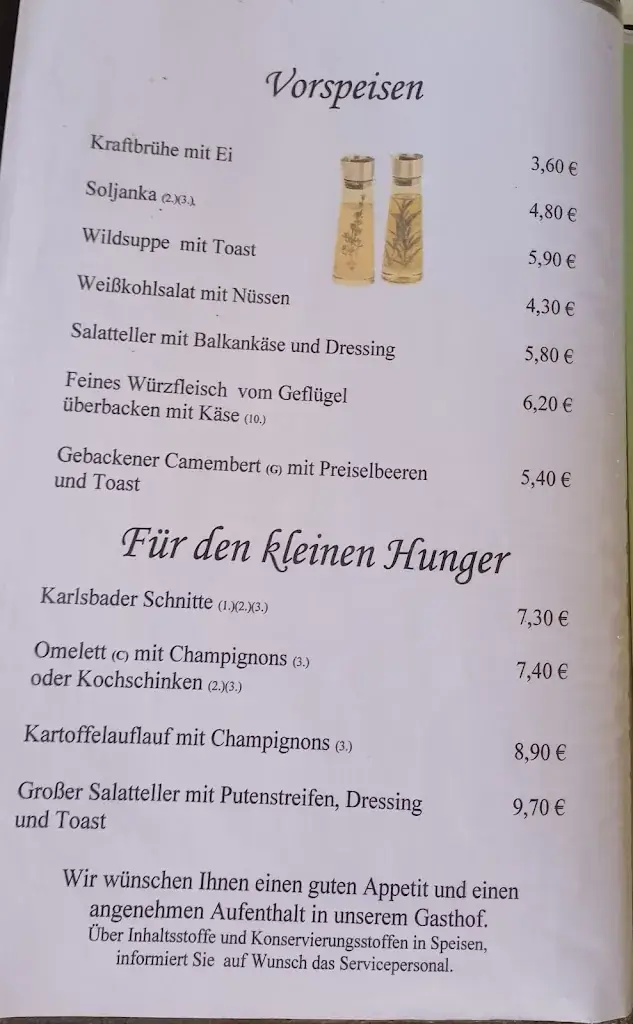 Vorspeisen
Kraftbrühe mit Ei 3,60 €
Soljanka (2.)(3.). 4,80 €
Wildsuppe mit Toast 5,90 €
Weißkohlsalat mit Nüssen 4,30 €
Salatteller mit Balkankäse und Dressing 5,80 €
Feines Würzfleisch vom Geflügel
überbacken mit Käse (10.) 6,20 €
Gebackener Camembert (G) mit Preiselbeeren
und Toast 5,40 €
Für den kleinen Hunger
Karlsbader Schnitte (1.)(2.)(3.) 7,30 €
Omelett (C) mit Champignons (3.)
oder Kochschinken (2.)(3.) 7,40 €
Kartoffelauflauf mit Champignons (3.) 8,90 €
Großer Salatteller mit Putenstreifen, Dressing
und Toast 9,70 €
Wir wünschen Ihnen einen guten Appetit und einen
angenehmen Aufenthalt in unserem Gasthof.
Über Inhaltsstoffe und Konservierungsstoffen in Speisen,
informiert Sie auf Wunsch das Servicepersonal.